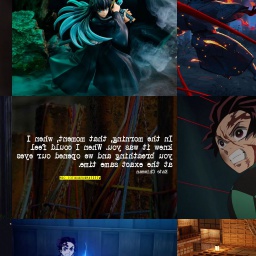 In the morning, that moment, when I
knew it was you. When I could feel
you breathing and we opened our eyes
at the exact same time.
Kate